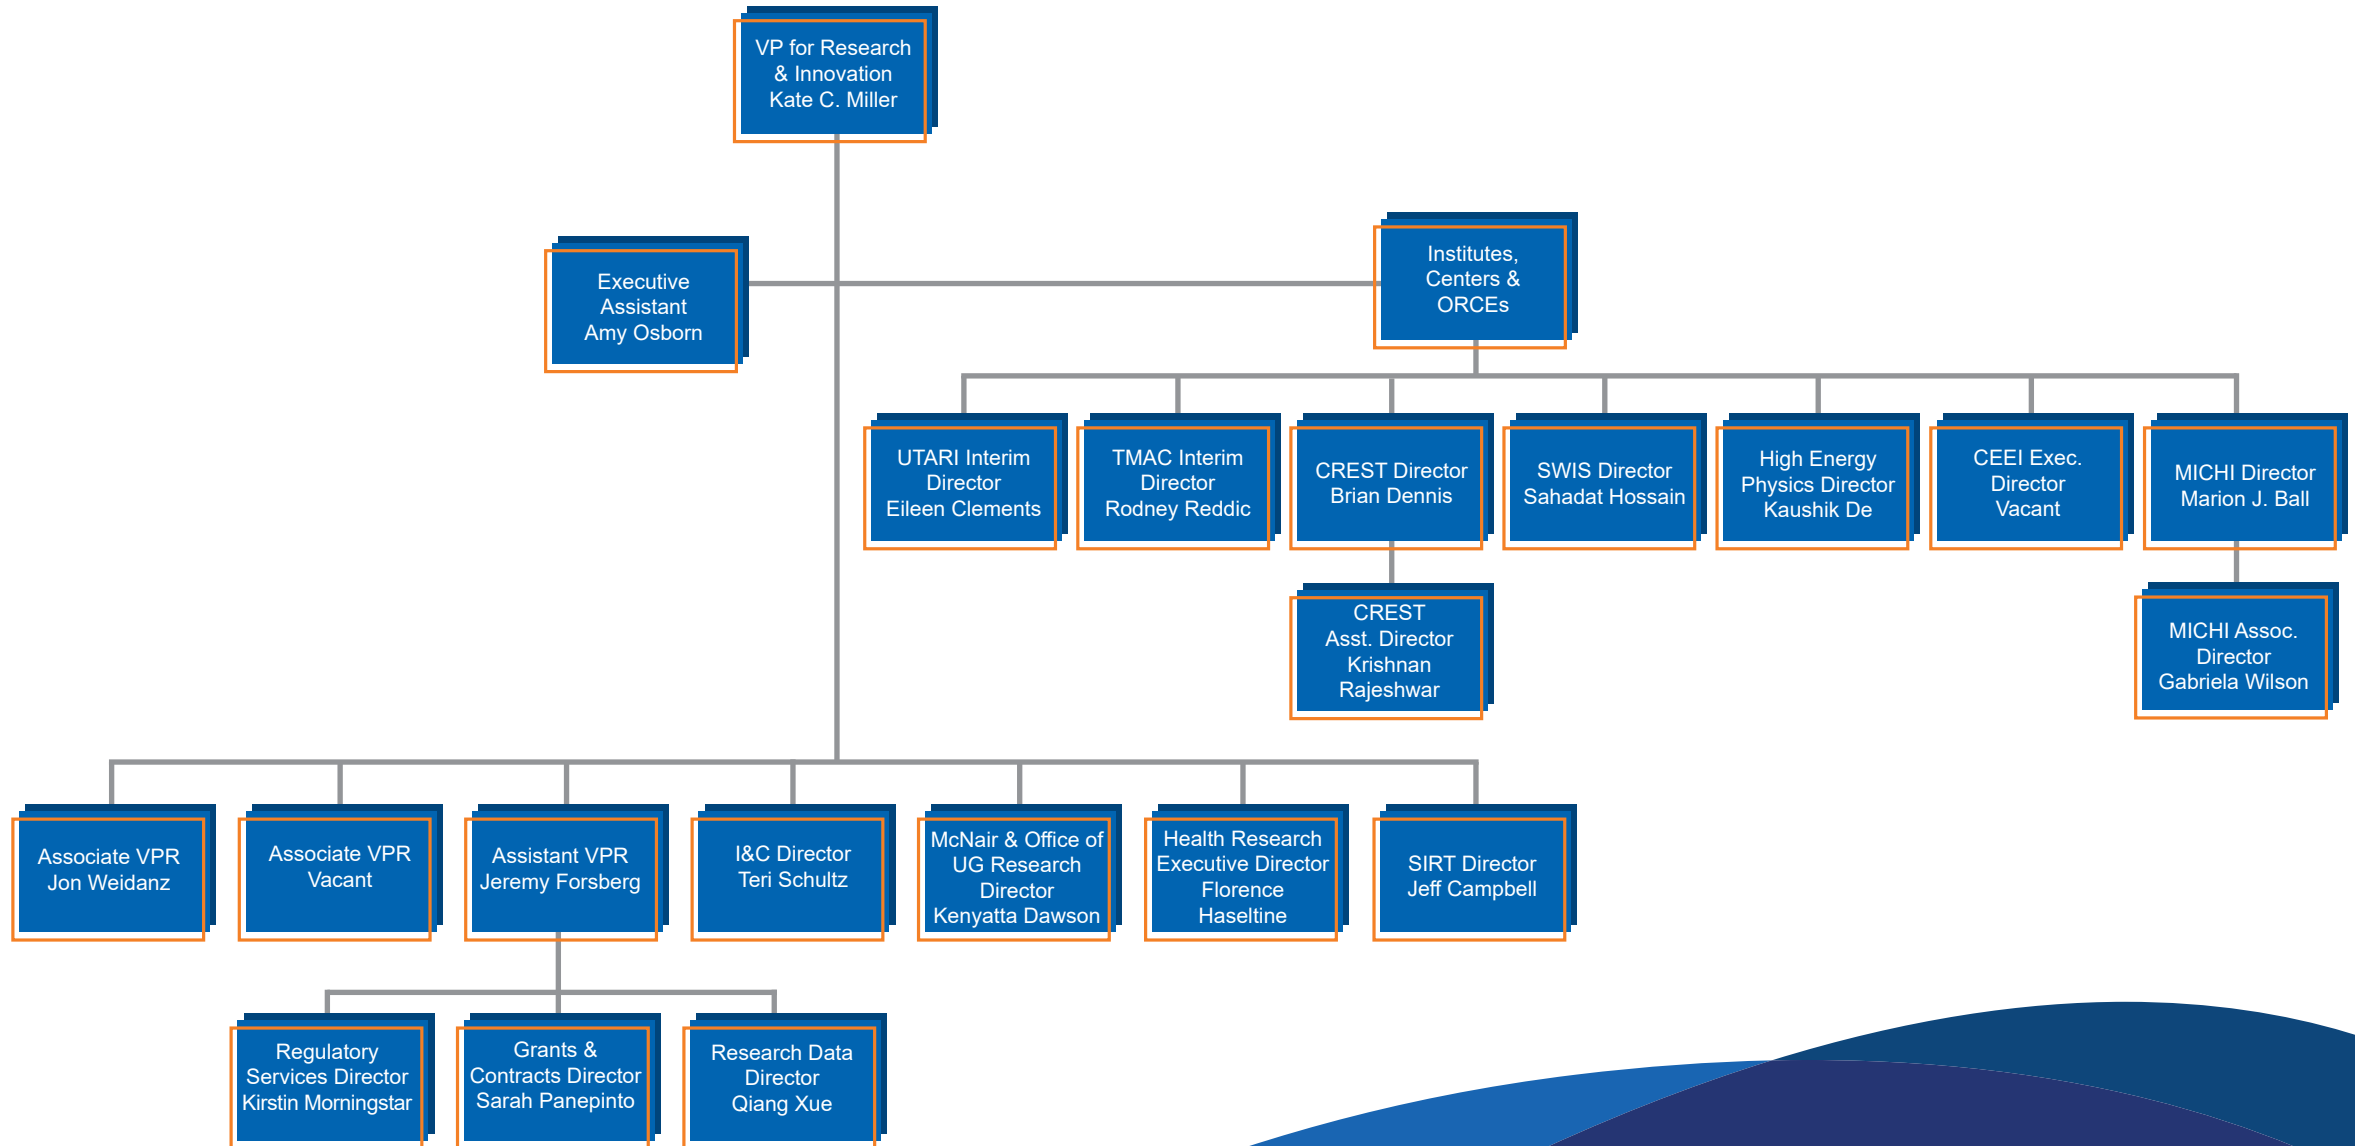 VP for Research
& Innovation
Kate C. Miller
Executive
Assistant
Amy Osborn
Institutes,
Centers &
ORCEs
UTARI Interim
Director
Eileen Clements
TMAC Interim
Director
Rodney Reddic
CREST Director
Brian Dennis
SWIS Director
Sahadat Hossain
High Energy
Physics Director
Kaushik De
CEEI Exec.
Director
Vacant
MICHI Director
Marion J. Ball
CREST
Asst. Director
Krishnan
Rajeshwar
MICHI Assoc.
Director
Gabriela Wilson
Associate VPR
Jon Weidanz
Associate VPR
Vacant
Assistant VPR
Jeremy Forsberg
I&C Director
Teri Schultz
McNair & Office of
UG Research
Director
Kenyatta Dawson
Health Research
Executive Director
Florence
Haseltine
SIRT Director
Jeff Campbell
Regulatory
Services Director
Kirstin Morningstar
Grants &
Contracts Director
Sarah Panepinto
Research Data
Director
Qiang Xue